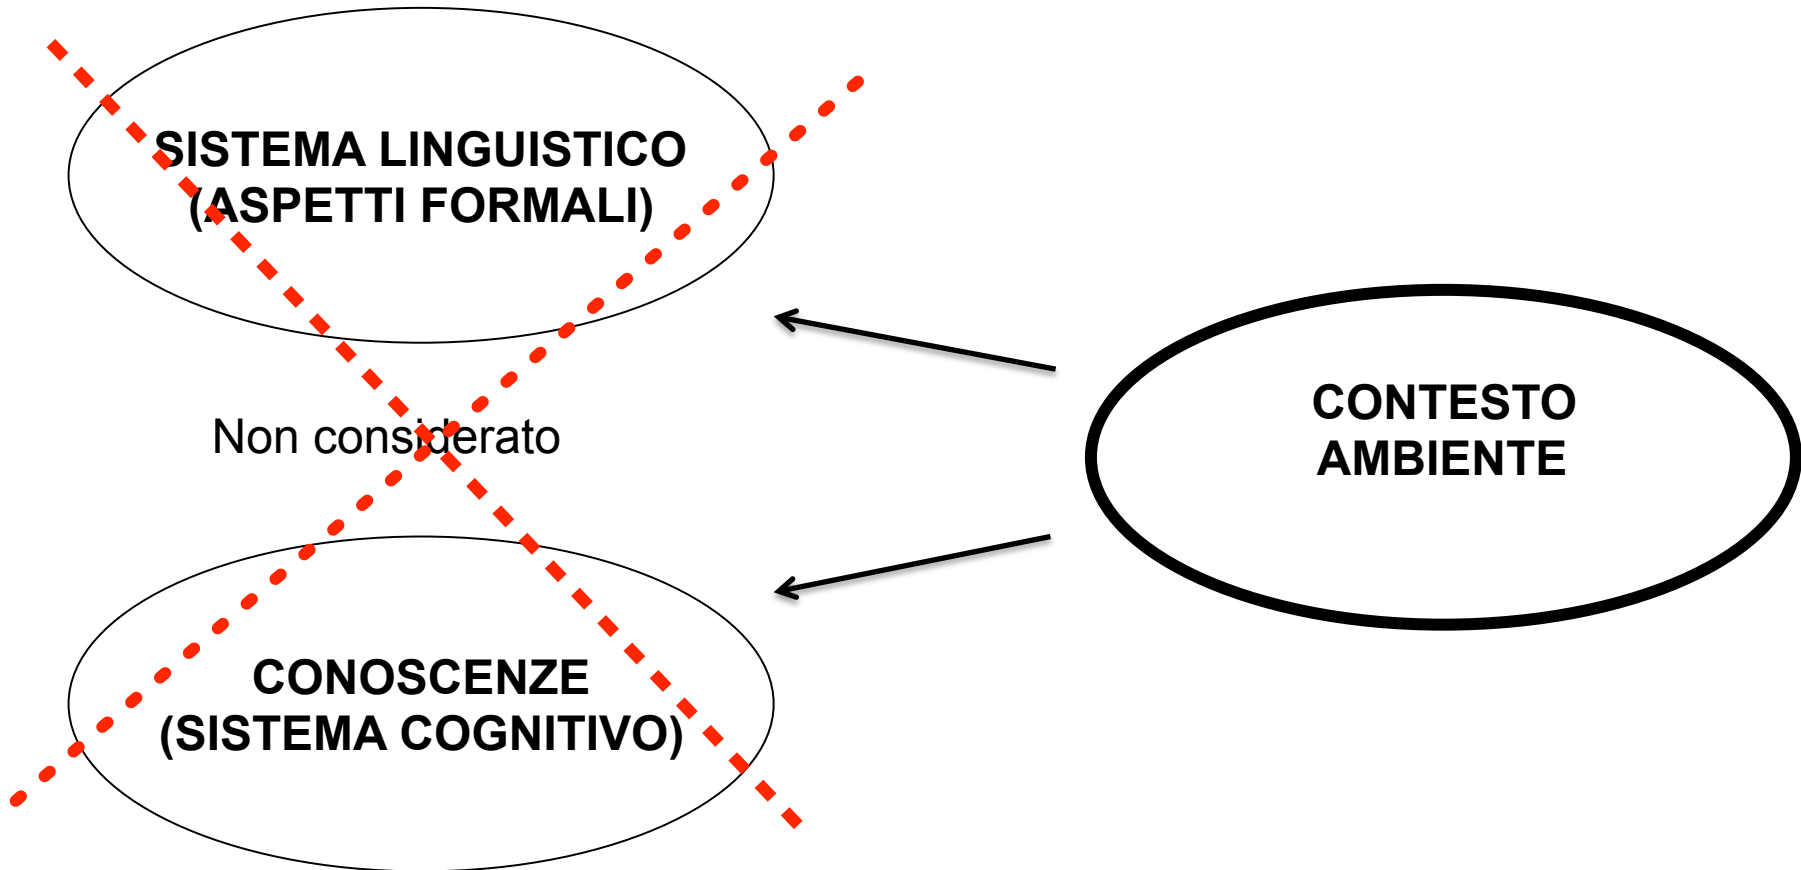 SISTEMA LINGUISTICO
(ASPETTI FORMALI)
Non considerato
CONTESTO
AMBIENTE
CONOSCENZE
(SISTEMA COGNITIVO)